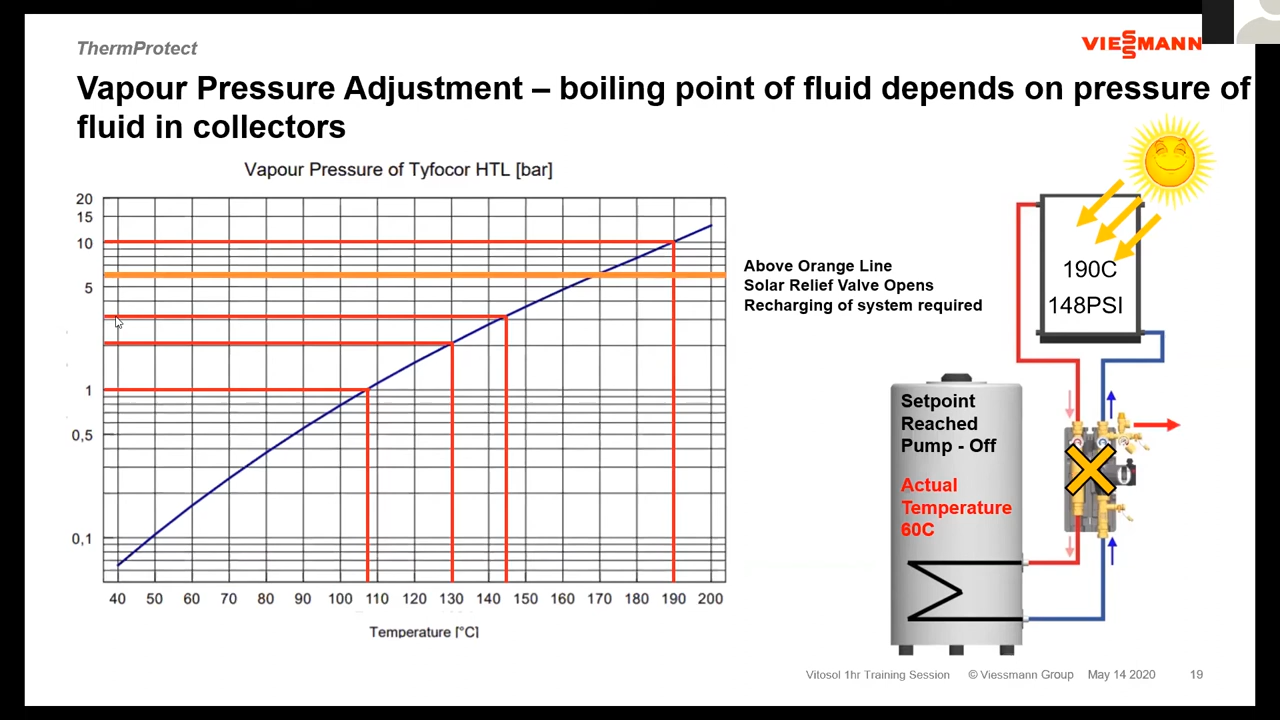 ThermProtect
VIESSMANN
Vapour Pressure Adjustment – boiling point of fluid depends on pressure of
fluid in collectors
Vapour Pressure of Tyfocor HTL [bar]
20
15
10
5
1
0,5
0,1
40 50 60 70 80 90 100 110 120 130 140 150 160 170 180 190 200
Temperature [°C]
Above Orange Line
Solar Relief Valve Opens
Recharging of system required
190C
148PSI
Setpoint
Reached
Pump - Off
Actual
Temperature
60C
Vitosol 1hr Training Session © Viessmann Group May 14 2020 19